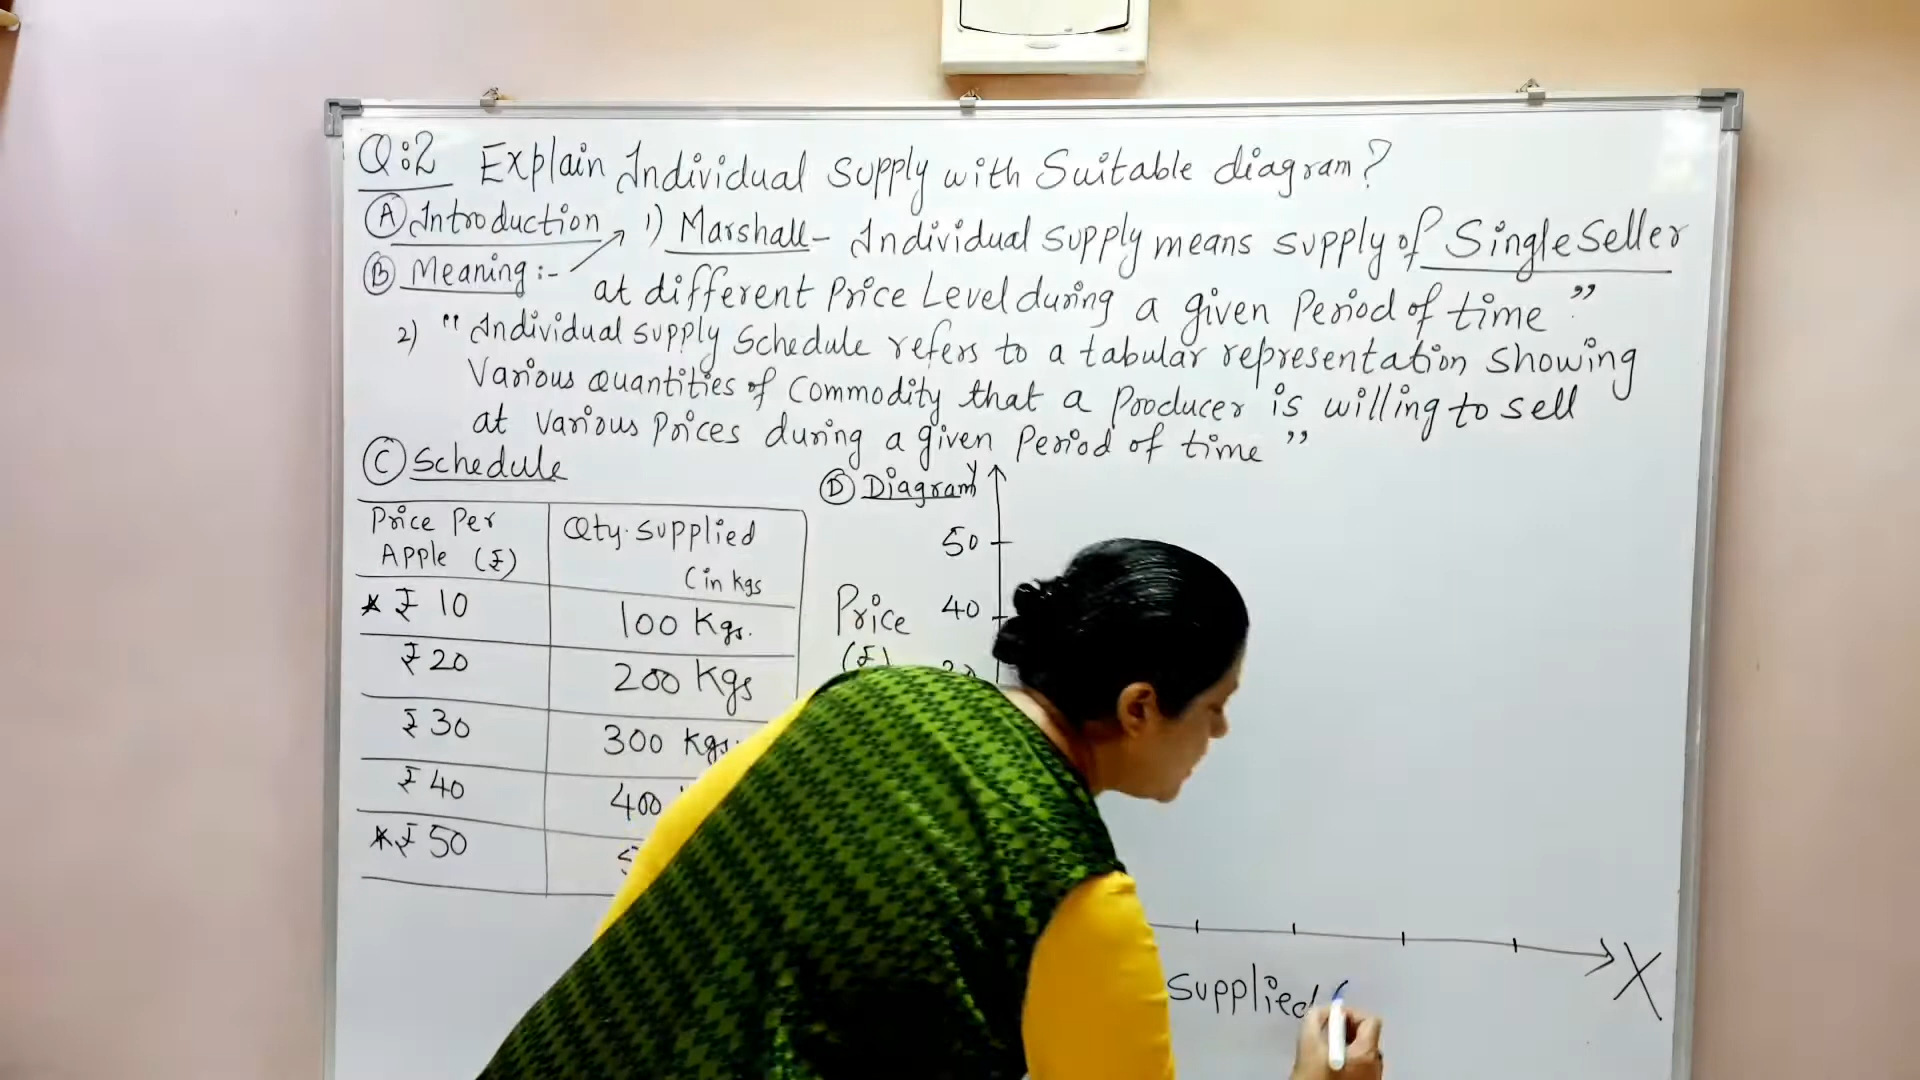 Q:2 Explain Individual Supply with Suitable diagram?
(A) Introduction 1) Marshall - Individual supply means supply of Single Seller
(B) Meaning :-
at different Price Level during a given Period of time"
2) "Individual supply Schedule refers to a tabular representation Showing
Various quantities of Commodity that a Producer is willing to sell
at various Prices during a given Period of time"
(C) Schedule
Price Per Apple (₹)
Qty. Supplied (in kgs
* ₹ 10 100 Kgs.
₹ 20 200 Kgs
₹ 30 300 Kgs.
₹ 40 400
* ₹ 50
(D) Diagram Y
50
Price 40
(₹)
X
Supplied (